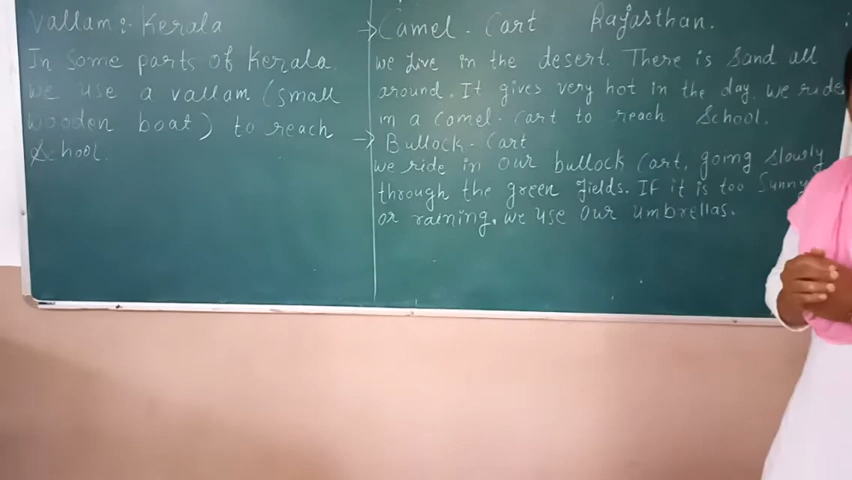 Vallam:- Kerala
In Some parts of Kerala.
we use a vallam (small
wooden boat) to reach
School.
→ Camel-Cart Rajasthan.
we live in the desert. There is Sand all
around. It gives very hot in the day. we ride
in a camel-cart to reach School.
→ Bullock-Cart
we ride in our bullock Cart, going slowly
through the green fields. If it is too Sunny
or raining, we use our umbrellas.